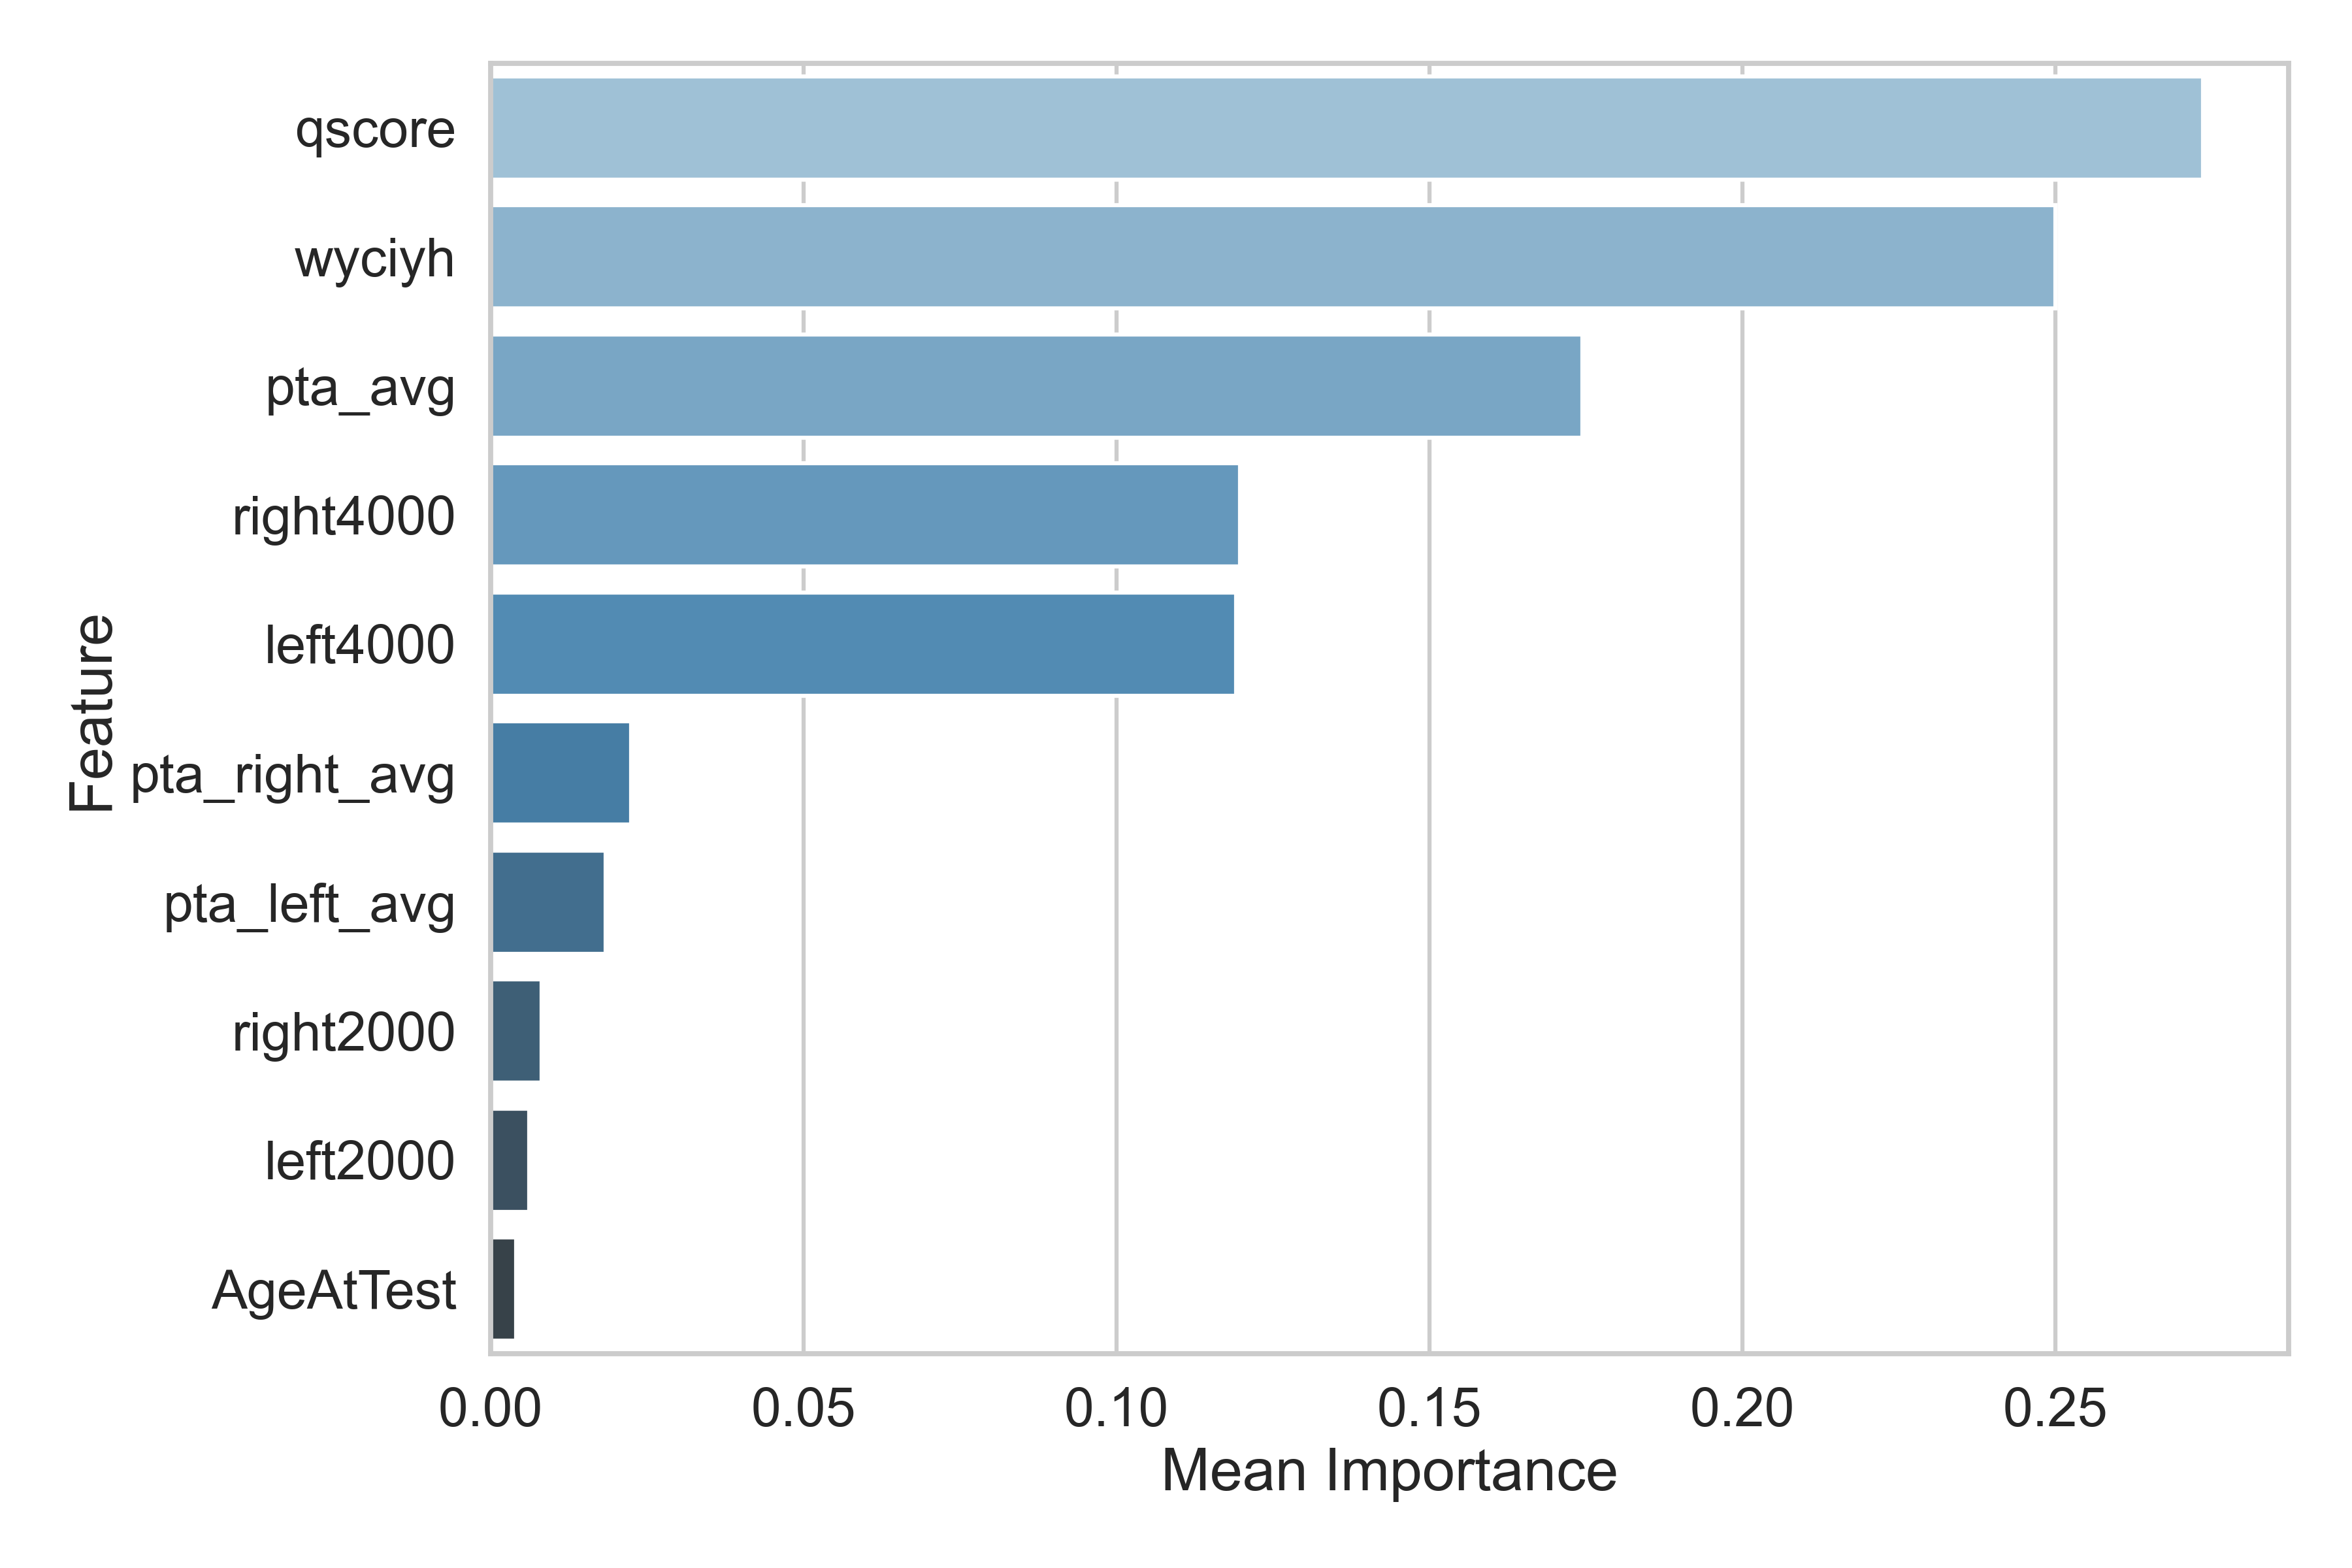 qscore
wyciyh
pta_avg
right4000
left4000
pta_right_avg
pta_left_avg
right2000
left2000
AgeAtTest
Feature
0.00 0.05 0.10 0.15 0.20 0.25
Mean Importance